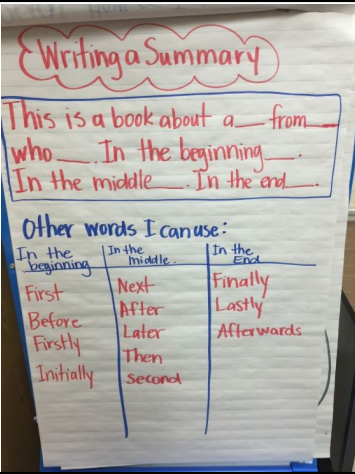 Writing a Summary
This is a book about a ___ from ___
who ___. In the beginning ___.
In the middle ___. In the end ___.
Other words I can use:
In the beginning
First
Before
Firstly
Initially
In the middle.
Next
After
Later
Then
Second
In the End
Finally
Lastly
Afterwards